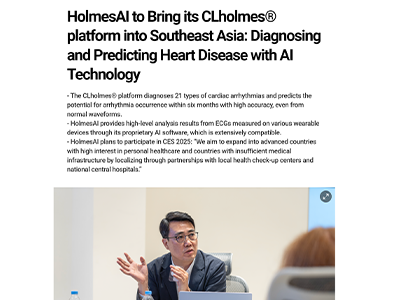 HolmesAI to Bring its CLholmes®
platform into Southeast Asia: Diagnosing
and Predicting Heart Disease with AI
Technology
- The CLholmes® platform diagnoses 21 types of cardiac arrhythmias and predicts the
potential for arrhythmia occurrence within six months with high accuracy, even from
normal waveforms.
- HolmesAI provides high-level analysis results from ECGs measured on various wearable
devices through its proprietary AI software, which is extensively compatible.
- HolmesAI plans to participate in CES 2025: "We aim to expand into advanced countries
with high interest in personal healthcare and countries with insufficient medical
infrastructure by localizing through partnerships with local health check-up centers and
national central hospitals."